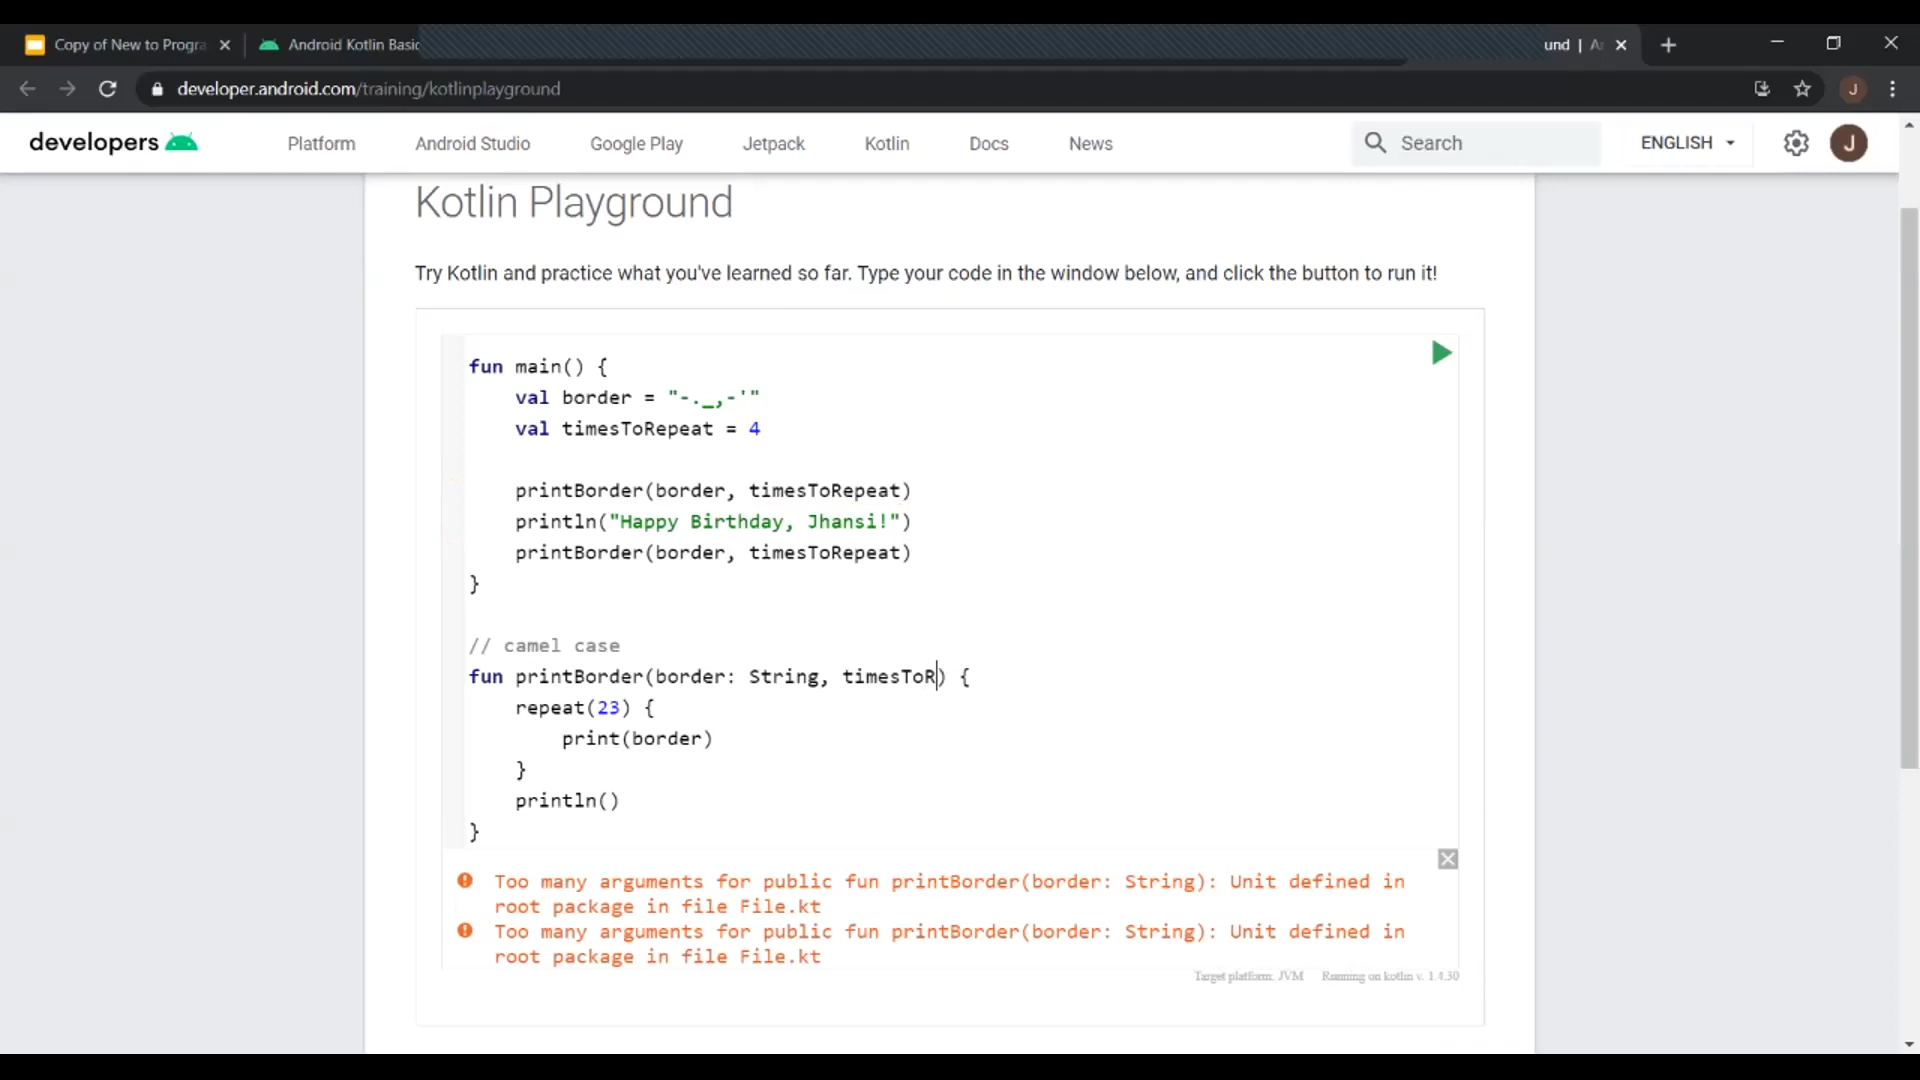 Copy of New to Progra
Android Kotlin Basic
und | A
developer.android.com/training/kotlinplayground
J
developers
Platform
Android Studio
Google Play
Jetpack
Kotlin
Docs
News
Search
ENGLISH
J
Kotlin Playground
Try Kotlin and practice what you've learned so far. Type your code in the window below, and click the button to run it!
fun main() {
    val border = "-._,-'"
    val timesToRepeat = 4
    printBorder(border, timesToRepeat)
    println("Happy Birthday, Jhansi!")
    printBorder(border, timesToRepeat)
}
// camel case
fun printBorder(border: String, timesToR) {
    repeat(23) {
        print(border)
    }
    println()
}
Too many arguments for public fun printBorder(border: String): Unit defined in
root package in file File.kt
Too many arguments for public fun printBorder(border: String): Unit defined in
root package in file File.kt
Target platform: JVM Running on kotlin v. 1.4.30